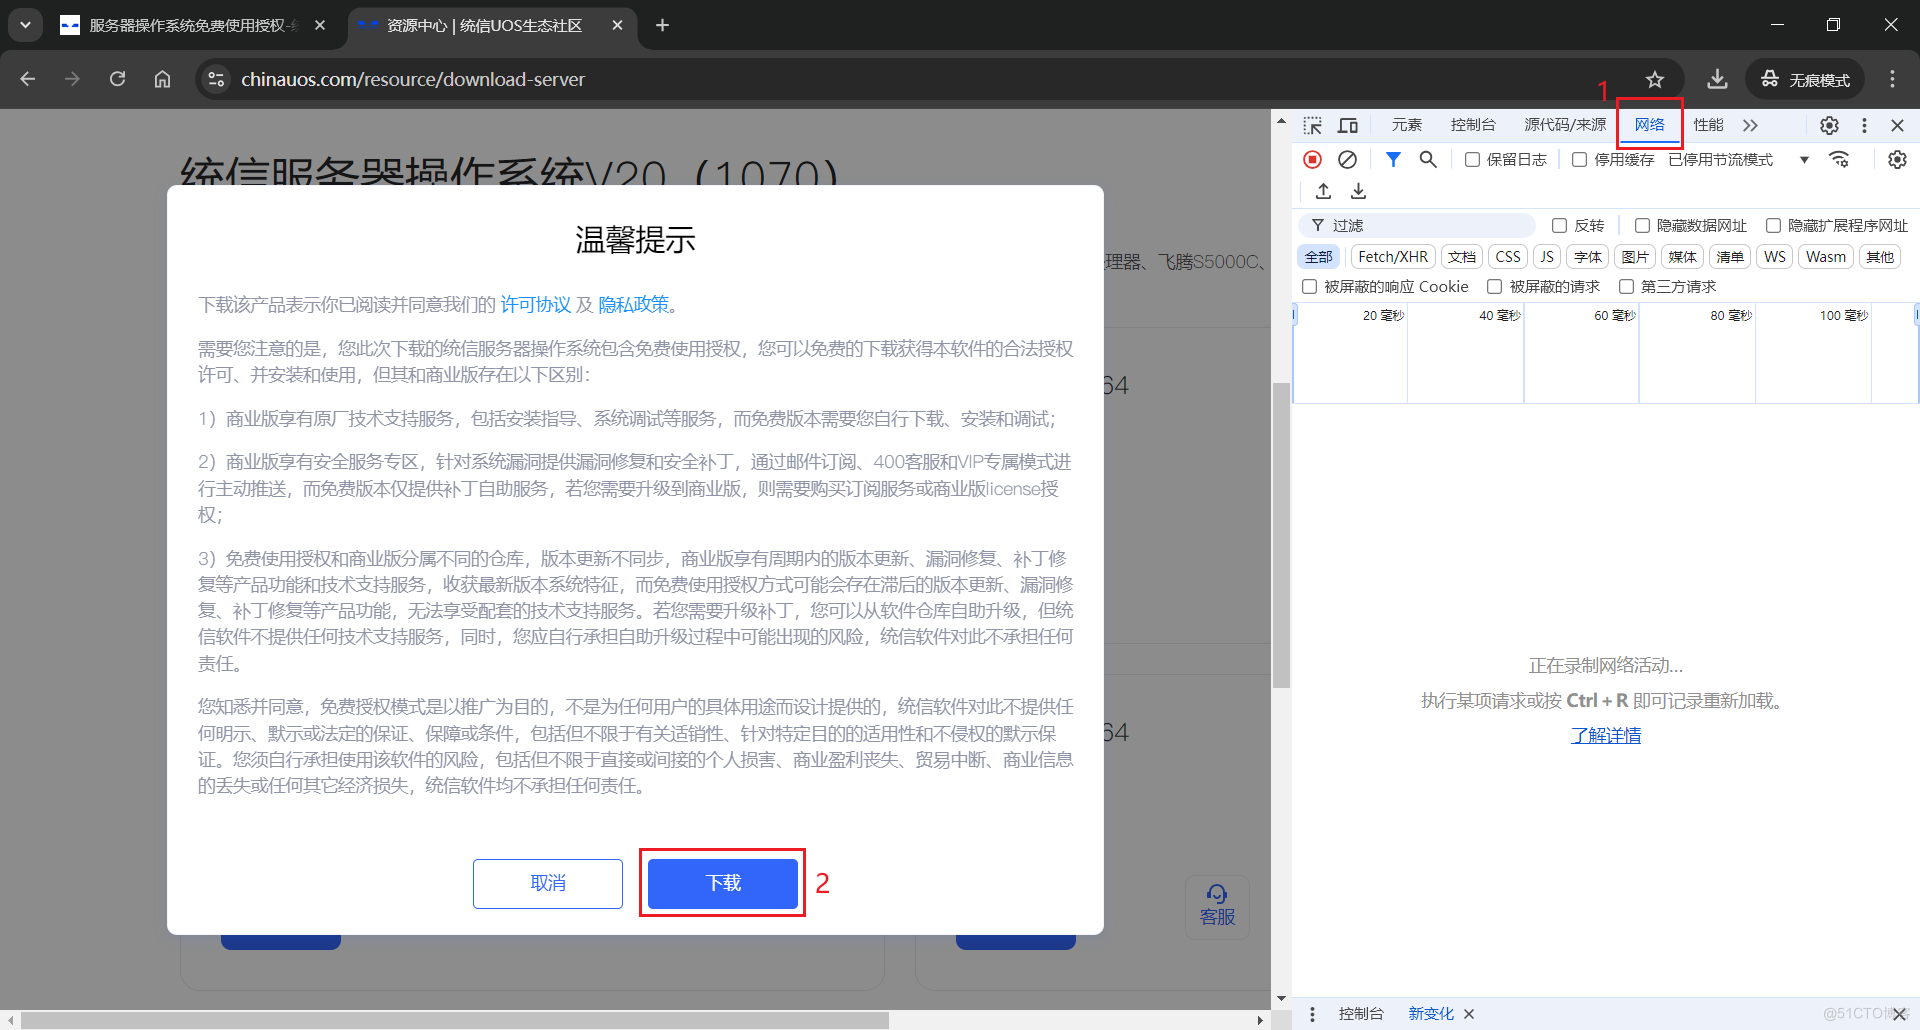 服务器操作系统免费使用授权-
资源中心 | 统信UOS生态社区
chinauos.com/resource/download-server
无痕模式
1
统信服务器操作系统V20（1070）
理器、飞腾S5000C、
64
64
温馨提示
下载该产品表示你已阅读并同意我们的 许可协议 及 隐私政策。
需要您注意的是，您此次下载的统信服务器操作系统包含免费使用授权，您可以免费的下载获得本软件的合法授权
许可、并安装和使用，但其和商业版存在以下区别：
1）商业版享有原厂技术支持服务，包括安装指导、系统调试等服务，而免费版本需要您自行下载、安装和调试；
2）商业版享有安全服务专区，针对系统漏洞提供漏洞修复和安全补丁，通过邮件订阅、400客服和VIP专属模式进
行主动推送，而免费版本仅提供补丁自助服务，若您需要升级到商业版，则需要购买订阅服务或商业版license授
权；
3）免费使用授权和商业版分属不同的仓库，版本更新不同步，商业版享有周期内的版本更新、漏洞修复、补丁修
复等产品功能和技术支持服务，收获最新版本系统特征，而免费使用授权方式可能会存在滞后的版本更新、漏洞修
复、补丁修复等产品功能，无法享受配套的技术支持服务。若您需要升级补丁，您可以从软件仓库自助升级，但统
信软件不提供任何技术支持服务，同时，您应自行承担自助升级过程中可能出现的风险，统信软件对此不承担任何
责任。
您知悉并同意，免费授权模式是以推广为目的，不是为任何用户的具体用途而设计提供的，统信软件对此不提供任
何明示、默示或法定的保证、保障或条件，包括但不限于有关适销性、针对特定目的的适用性和不侵权的默示保
证。您须自行承担使用该软件的风险，包括但不限于直接或间接的个人损害、商业盈利丧失、贸易中断、商业信息
的丢失或任何其它经济损失，统信软件均不承担任何责任。
取消
下载
2
客服
元素 控制台 源代码/来源 网络 性能
保留日志 停用缓存 已停用节流模式
过滤 反转 隐藏数据网址 隐藏扩展程序网址
全部 Fetch/XHR 文档 CSS JS 字体 图片 媒体 清单 WS Wasm 其他
被屏蔽的响应 Cookie 被屏蔽的请求 第三方请求
20 毫秒 40 毫秒 60 毫秒 80 毫秒 100 毫秒
正在录制网络活动...
执行某项请求或按 Ctrl + R 即可记录重新加载。
了解详情
控制台 新变化
@51CTO博客